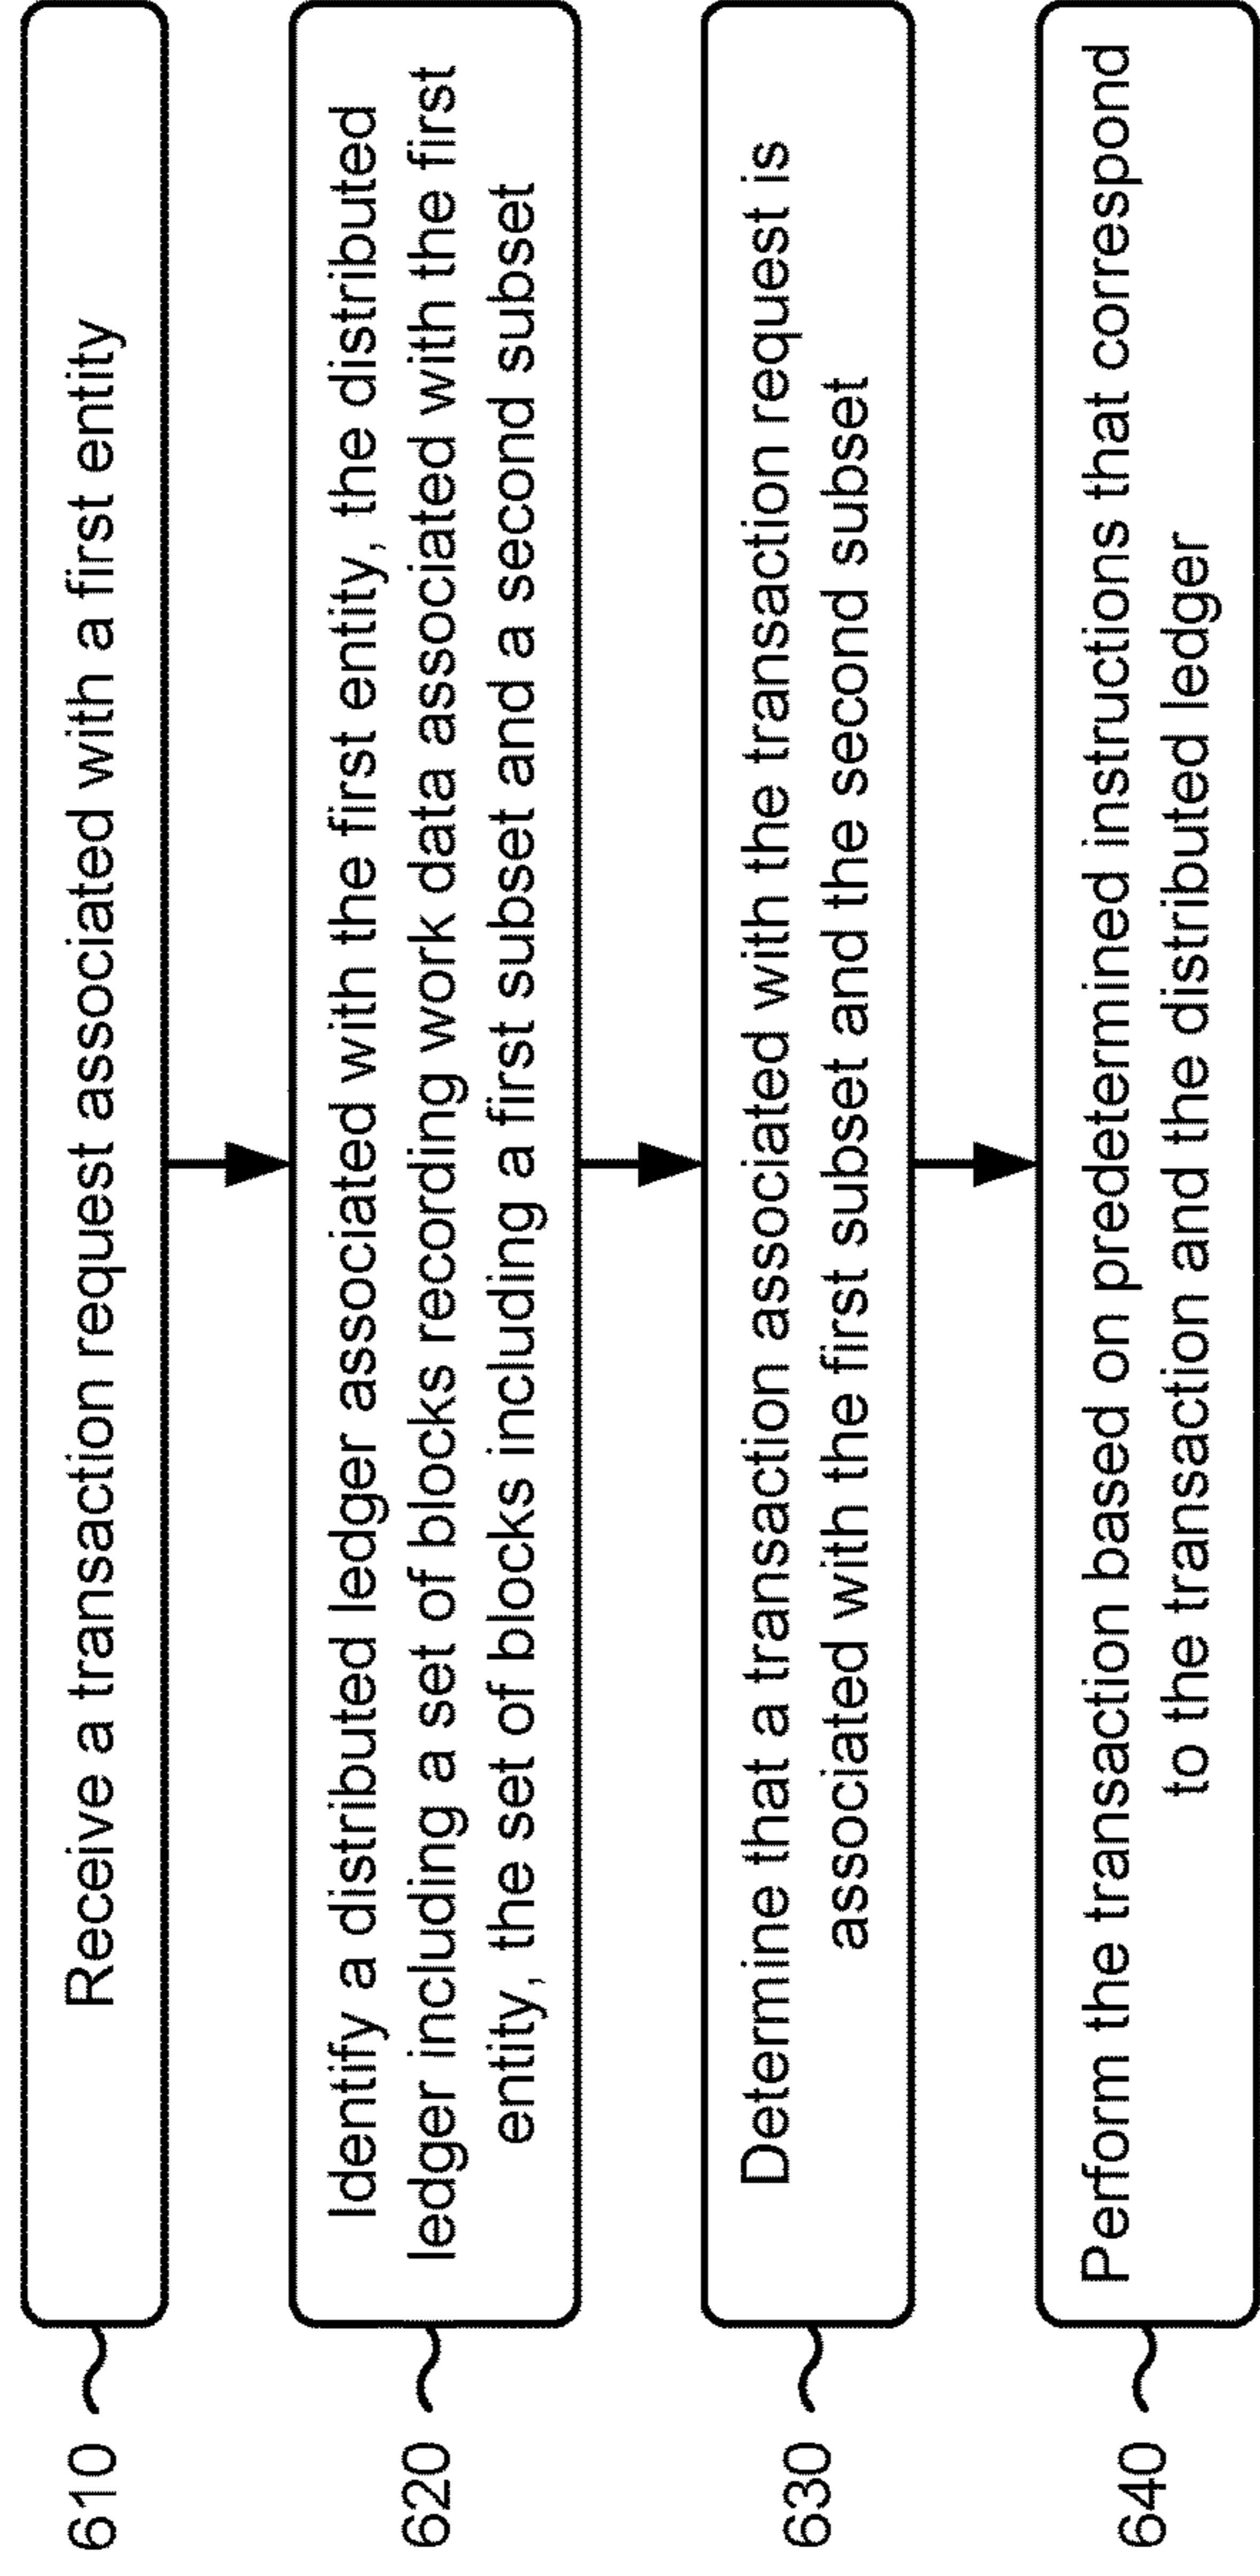 610
Receive a transaction request associated with a first entity
620
Identify a distributed ledger associated with the first entity, the distributed
ledger including a set of blocks recording work data associated with the first
entity, the set of blocks including a first subset and a second subset
630
Determine that a transaction associated with the transaction request is
associated with the first subset and the second subset
640
Perform the transaction based on predetermined instructions that correspond
to the transaction and the distributed ledger